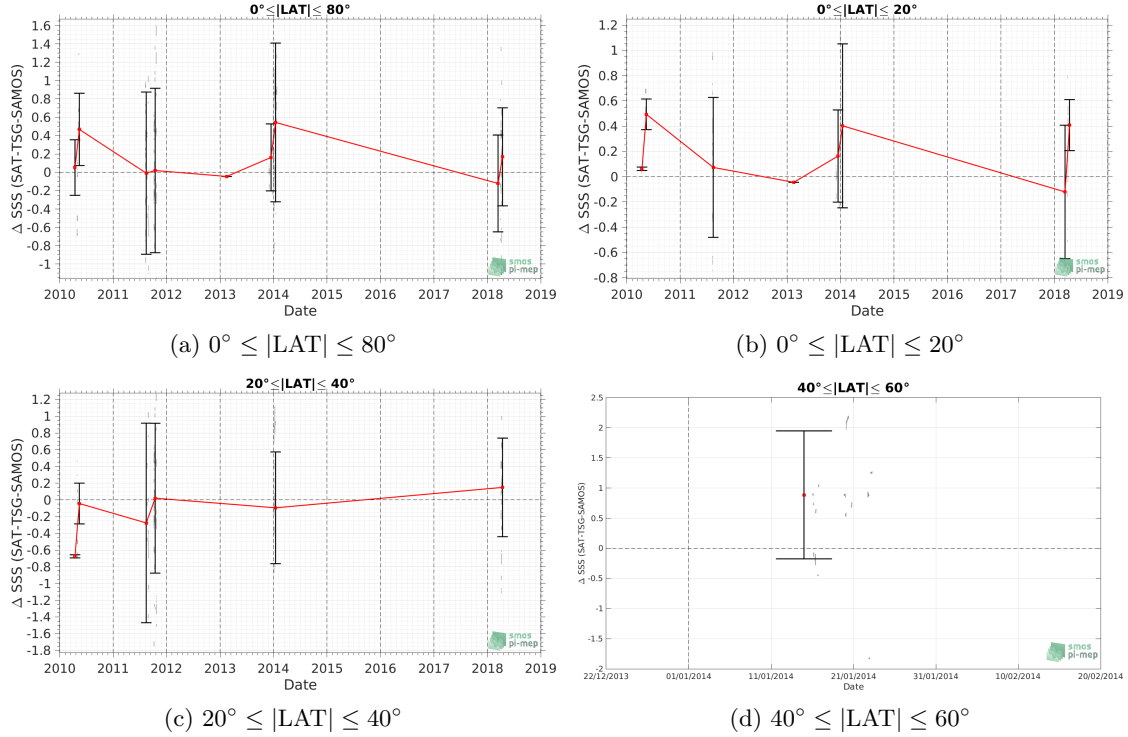 0°≤|LAT|≤ 80°
Δ SSS (SAT-TSG-SAMOS)
1.6
1.4
1.2
1
0.8
0.6
0.4
0.2
0
-0.2
-0.4
-0.6
-0.8
-1
2010 2011 2012 2013 2014 2015 2016 2017 2018 2019
Date
smos
pi-mep
(a) 0° ≤ |LAT| ≤ 80°
0°≤|LAT|≤ 20°
Δ SSS (SAT-TSG-SAMOS)
1.2
1
0.8
0.6
0.4
0.2
0
-0.2
-0.4
-0.6
-0.8
2010 2011 2012 2013 2014 2015 2016 2017 2018 2019
Date
smos
pi-mep
(b) 0° ≤ |LAT| ≤ 20°
20°≤|LAT|≤ 40°
Δ SSS (SAT-TSG-SAMOS)
1.2
1
0.8
0.6
0.4
0.2
0
-0.2
-0.4
-0.6
-0.8
-1
-1.2
-1.4
-1.6
-1.8
2010 2011 2012 2013 2014 2015 2016 2017 2018 2019
Date
smos
pi-mep
(c) 20° ≤ |LAT| ≤ 40°
40°≤|LAT|≤ 60°
Δ SSS (SAT-TSG-SAMOS)
2.5
2
1.5
1
0.5
0
-0.5
-1
-1.5
-2
22/12/2013 01/01/2014 11/01/2014 21/01/2014 31/01/2014 10/02/2014 20/02/2014
Date
smos
pi-mep
(d) 40° ≤ |LAT| ≤ 60°